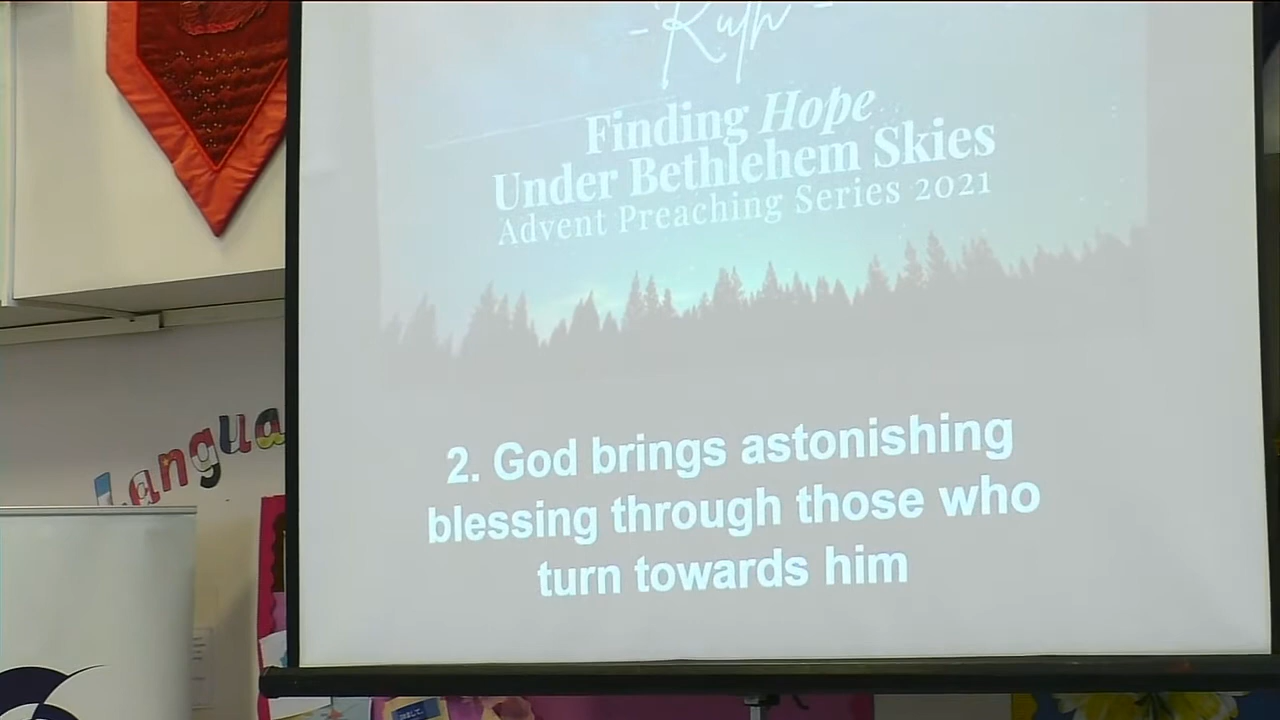 -Ruth-
Finding Hope
Under Bethlehem Skies
Advent Preaching Series 2021
2. God brings astonishing
blessing through those who
turn towards him
Langua